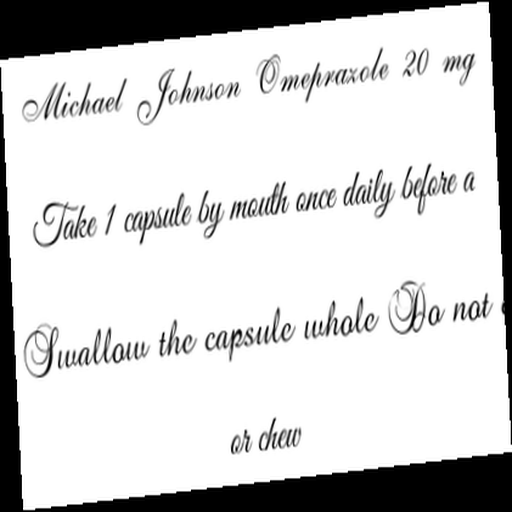 Michael Johnson Omeprazole 20 mg
Take 1 capsule by mouth once daily before a
Swallow the capsule whole Do not
or chew